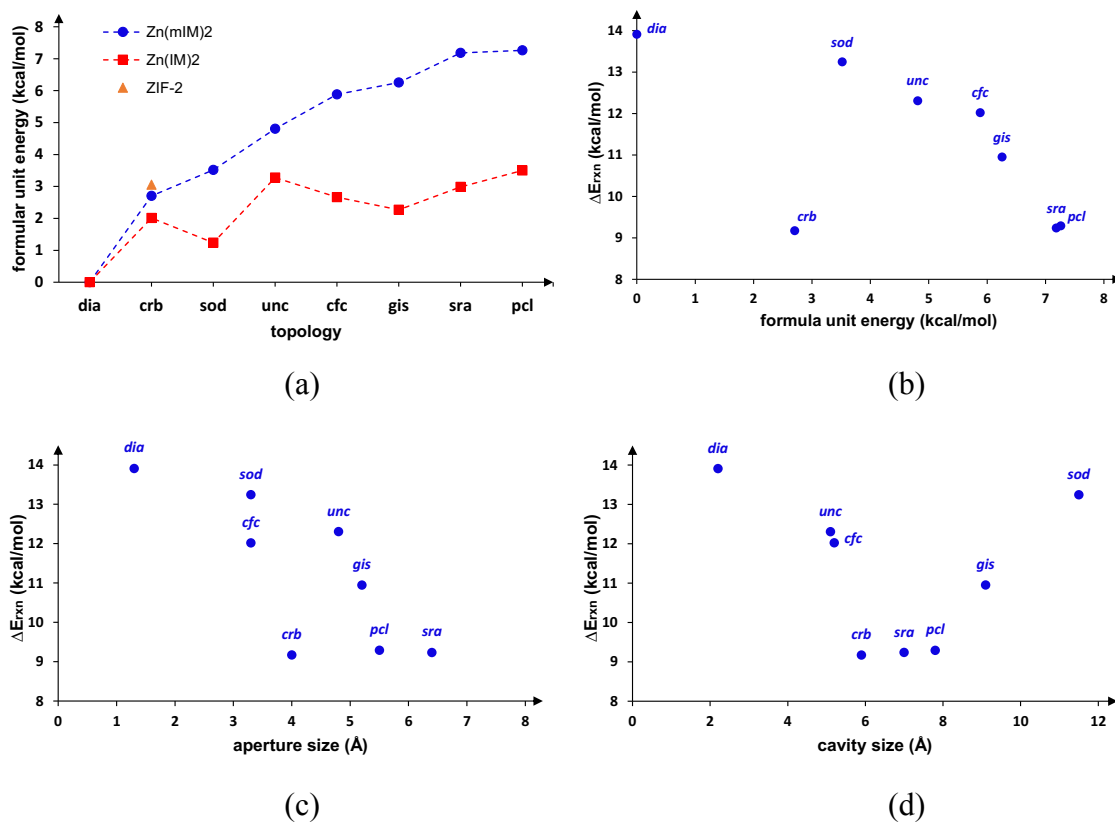 formular unit energy (kcal/mol)
8
7
6
5
4
3
2
1
0
Zn(mIM)2
Zn(IM)2
ZIF-2
dia crb sod unc cfc gis sra pcl
topology
(a)
ΔErxn (kcal/mol)
14
13
12
11
10
9
8
dia
sod
unc
cfc
gis
crb
sra pcl
0 1 2 3 4 5 6 7 8
formula unit energy (kcal/mol)
(b)
ΔErxn (kcal/mol)
14
13
12
11
10
9
8
dia
sod
cfc
unc
gis
crb
pcl
sra
0 1 2 3 4 5 6 7 8
aperture size (Å)
(c)
ΔErxn (kcal/mol)
14
13
12
11
10
9
8
dia
sod
unc
cfc
gis
crb
sra
pcl
0 2 4 6 8 10 12
cavity size (Å)
(d)